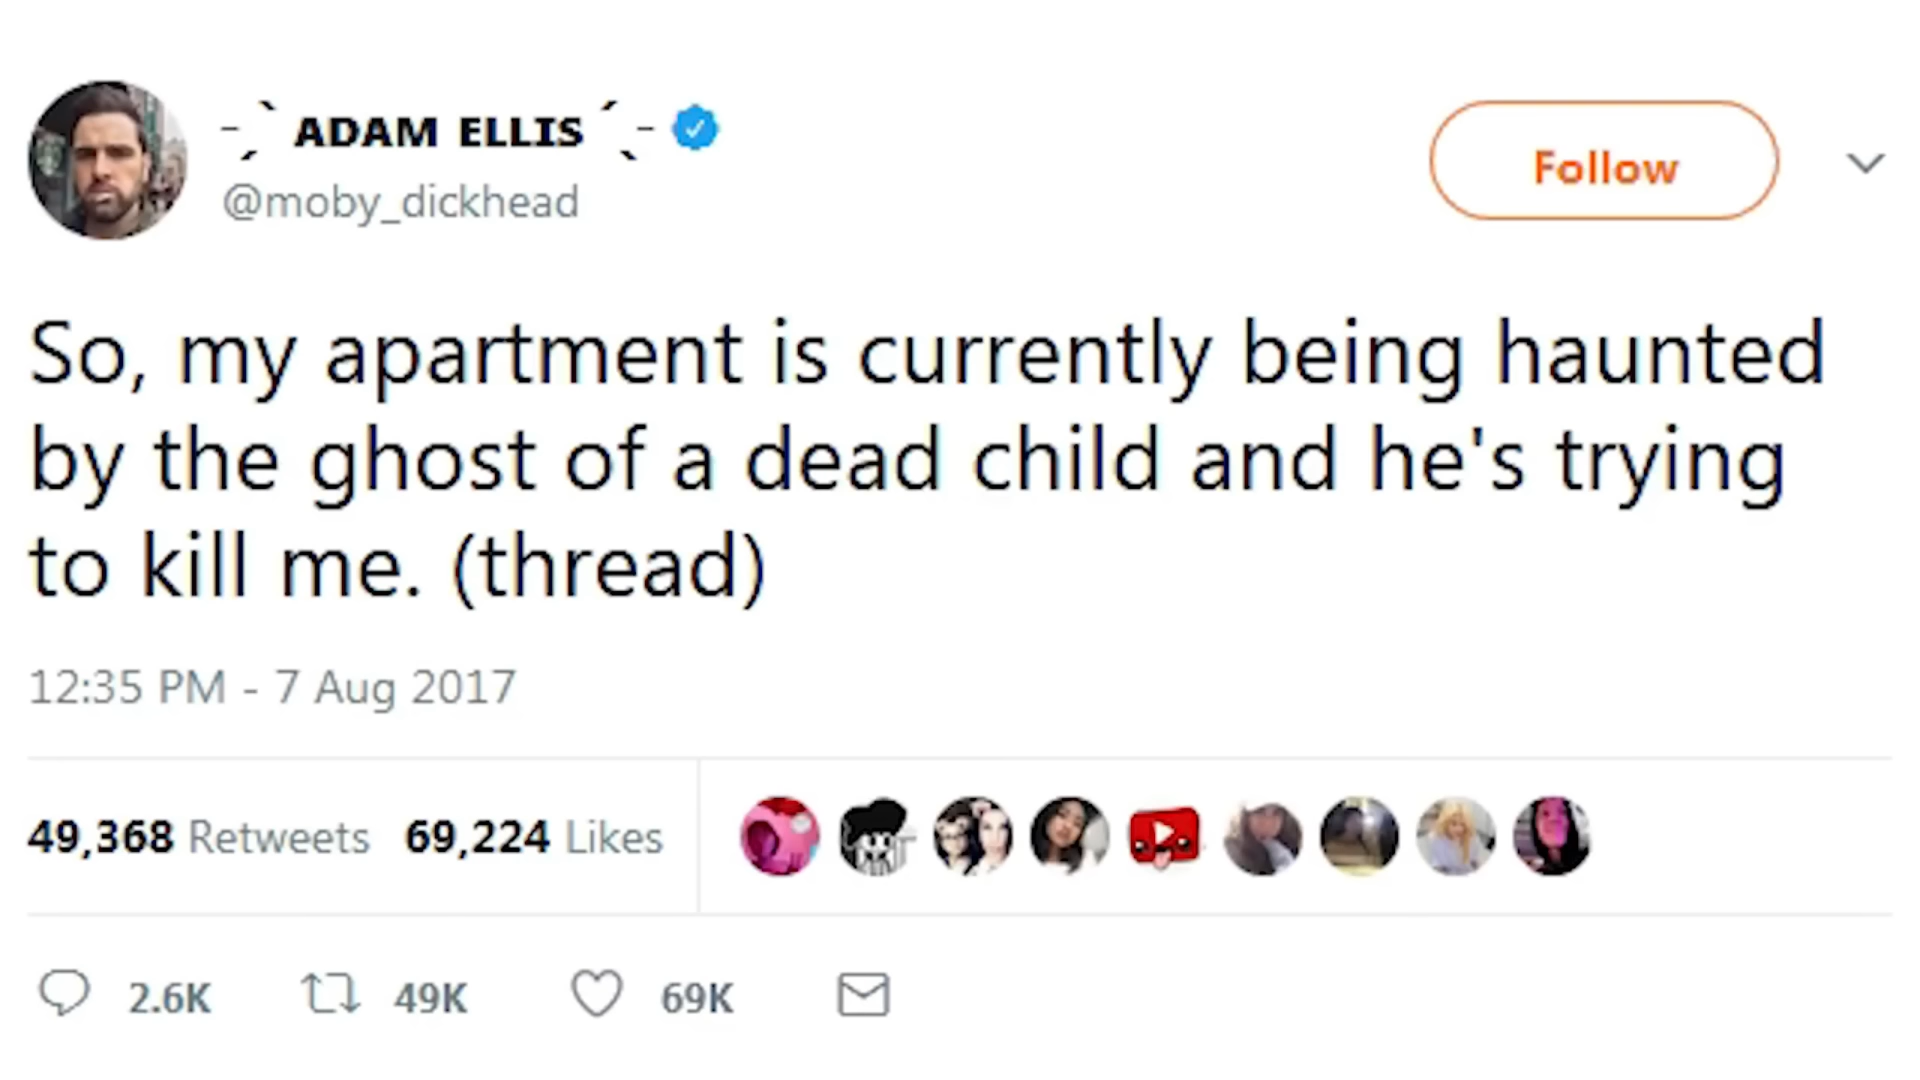 -ˏˋ ADAM ELLIS ˊˎ-
@moby_dickhead
Follow
So, my apartment is currently being haunted
by the ghost of a dead child and he's trying
to kill me. (thread)
12:35 PM - 7 Aug 2017
49,368 Retweets 69,224 Likes
2.6K 49K 69K